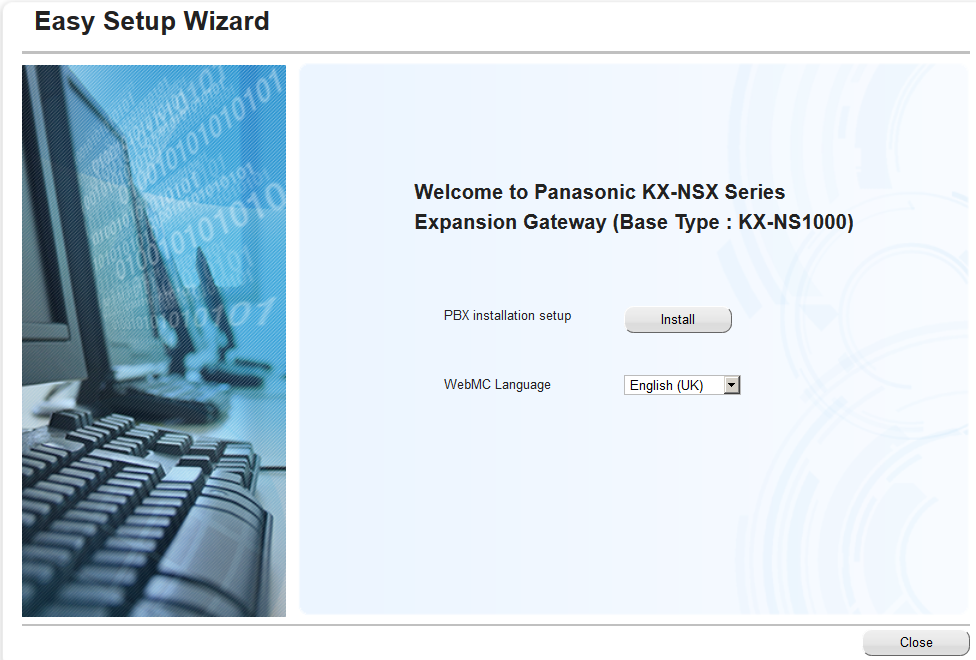 Easy Setup Wizard
Welcome to Panasonic KX-NSX Series
Expansion Gateway (Base Type : KX-NS1000)
PBX installation setup
Install
WebMC Language
English (UK)
Close